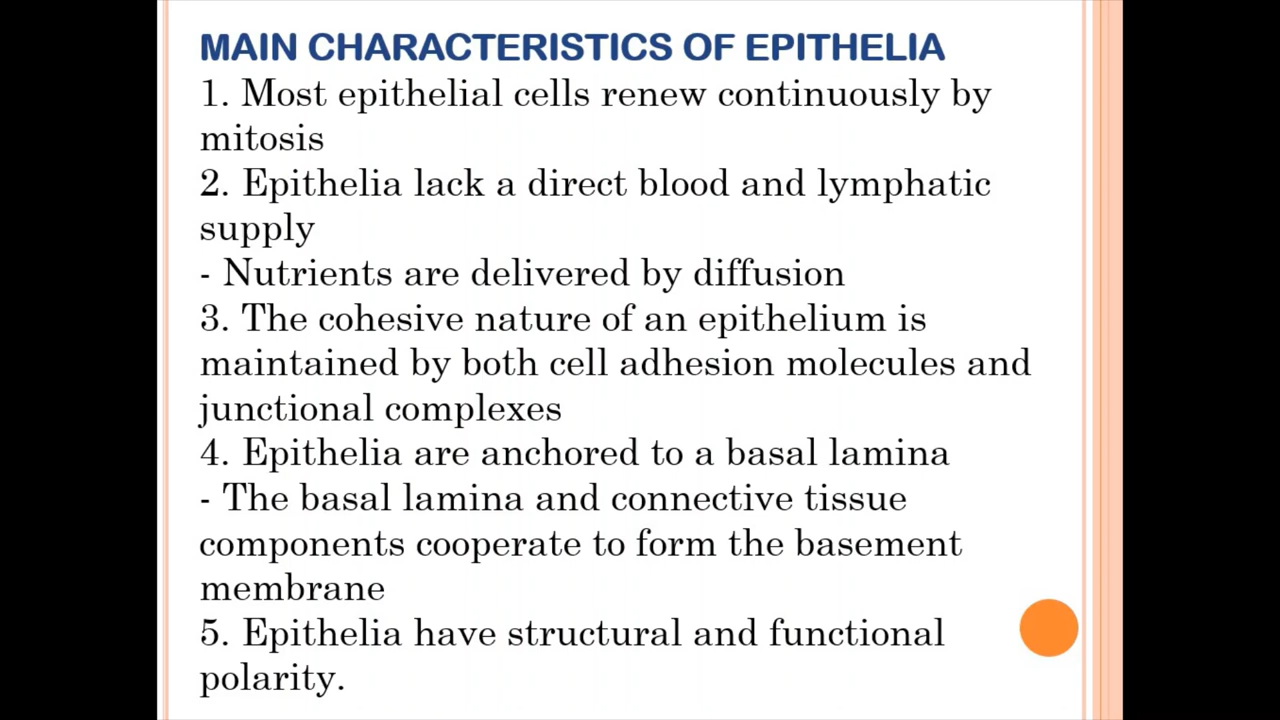 MAIN CHARACTERISTICS OF EPITHELIA
1. Most epithelial cells renew continuously by
mitosis
2. Epithelia lack a direct blood and lymphatic
supply
- Nutrients are delivered by diffusion
3. The cohesive nature of an epithelium is
maintained by both cell adhesion molecules and
junctional complexes
4. Epithelia are anchored to a basal lamina
- The basal lamina and connective tissue
components cooperate to form the basement
membrane
5. Epithelia have structural and functional
polarity.